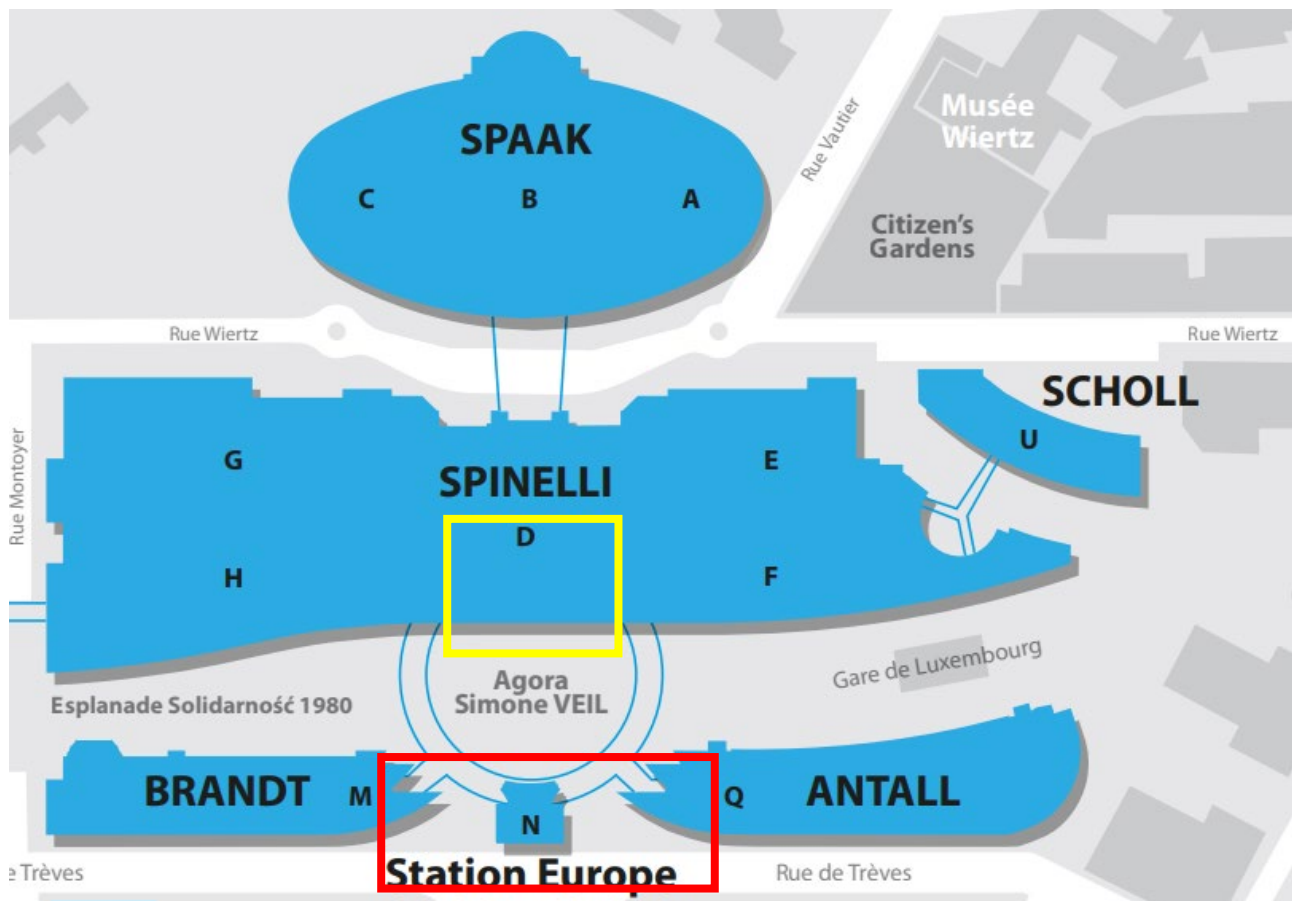 SPAAK
C
B
A
Rue Vautier
Musée
Wiertz
Citizen's
Gardens
Rue Wiertz
Rue Wiertz
SCHOLL
U
Rue Montoyer
G
SPINELLI
E
D
H
F
Gare de Luxembourg
Agora
Simone VEIL
Esplanade Solidarność 1980
BRANDT
M
N
Q
ANTALL
e Trèves
Station Europe
Rue de Trèves